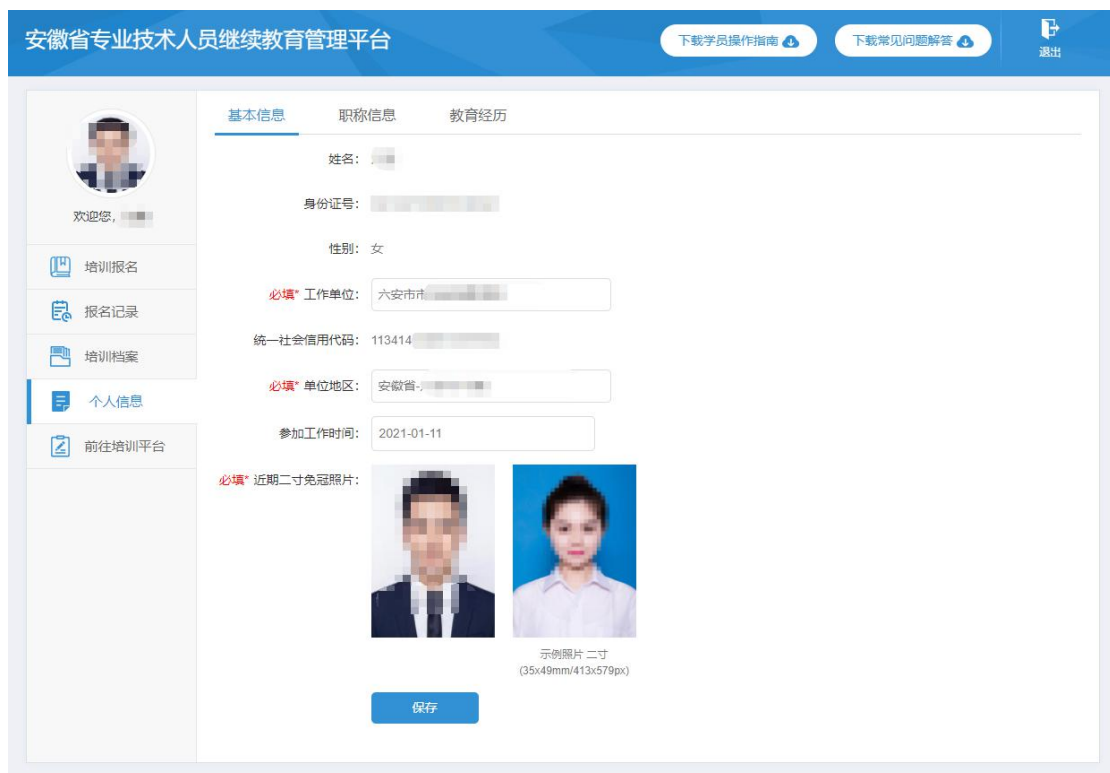 安徽省专业技术人员继续教育管理平台
下载学员操作指南
下载常见问题解答
退出
欢迎您,
培训报名
报名记录
培训档案
个人信息
前往培训平台
基本信息 职称信息 教育经历
姓名:
身份证号:
性别: 女
必填* 工作单位: 六安市市
统一社会信用代码: 113414
必填* 单位地区: 安徽省-
参加工作时间: 2021-01-11
必填* 近期二寸免冠照片:
示例照片 二寸
(35x49mm/413x579px)
保存